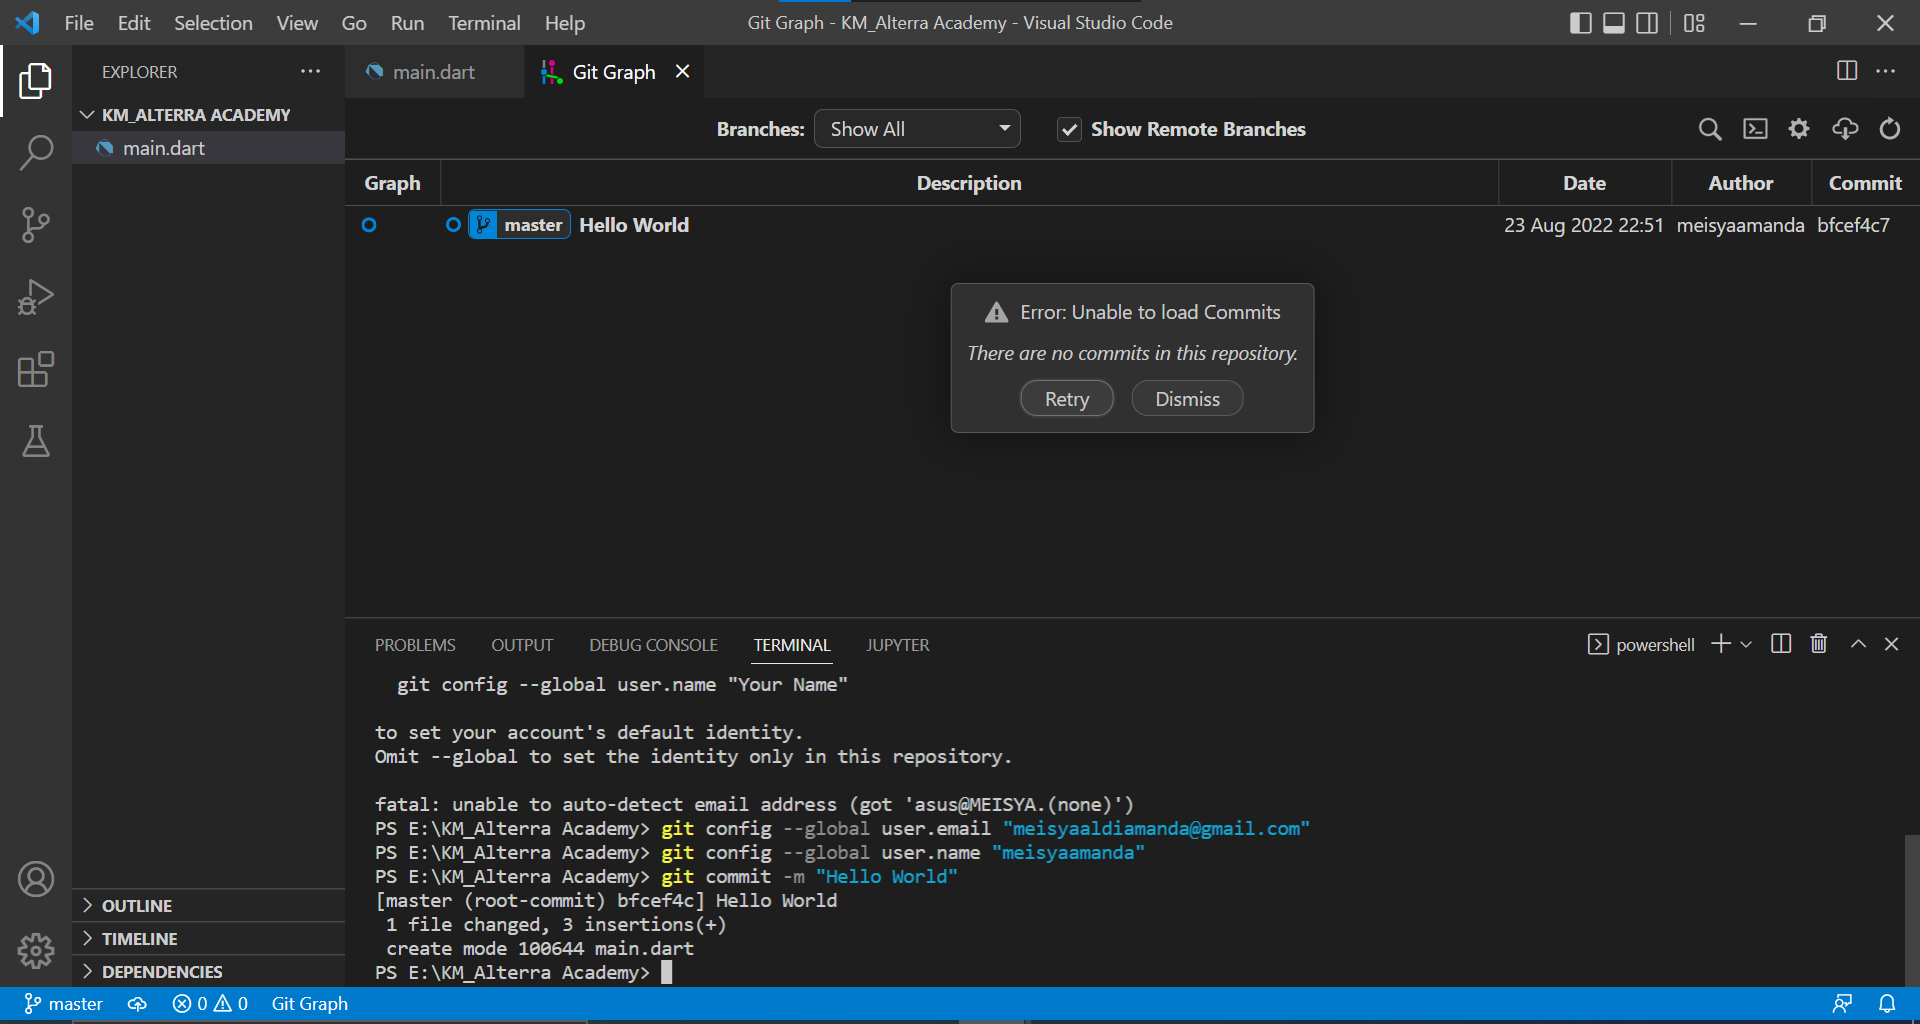 File Edit Selection View Go Run Terminal Help
Git Graph - KM_Alterra Academy - Visual Studio Code
EXPLORER
KM_ALTERRA ACADEMY
main.dart
OUTLINE
TIMELINE
DEPENDENCIES
main.dart
Git Graph
Branches: Show All Show Remote Branches
Graph Description Date Author Commit
master Hello World 23 Aug 2022 22:51 meisyaamanda bfcef4c7
Error: Unable to load Commits
There are no commits in this repository.
Retry Dismiss
PROBLEMS OUTPUT DEBUG CONSOLE TERMINAL JUPYTER
powershell
git config --global user.name "Your Name"
to set your account's default identity.
Omit --global to set the identity only in this repository.
fatal: unable to auto-detect email address (got 'asus@MEISYA.(none)')
PS E:\KM_Alterra Academy> git config --global user.email "meisyaaldiamanda@gmail.com"
PS E:\KM_Alterra Academy> git config --global user.name "meisyaamanda"
PS E:\KM_Alterra Academy> git commit -m "Hello World"
[master (root-commit) bfcef4c] Hello World
1 file changed, 3 insertions(+)
create mode 100644 main.dart
PS E:\KM_Alterra Academy>
master 0 0 Git Graph